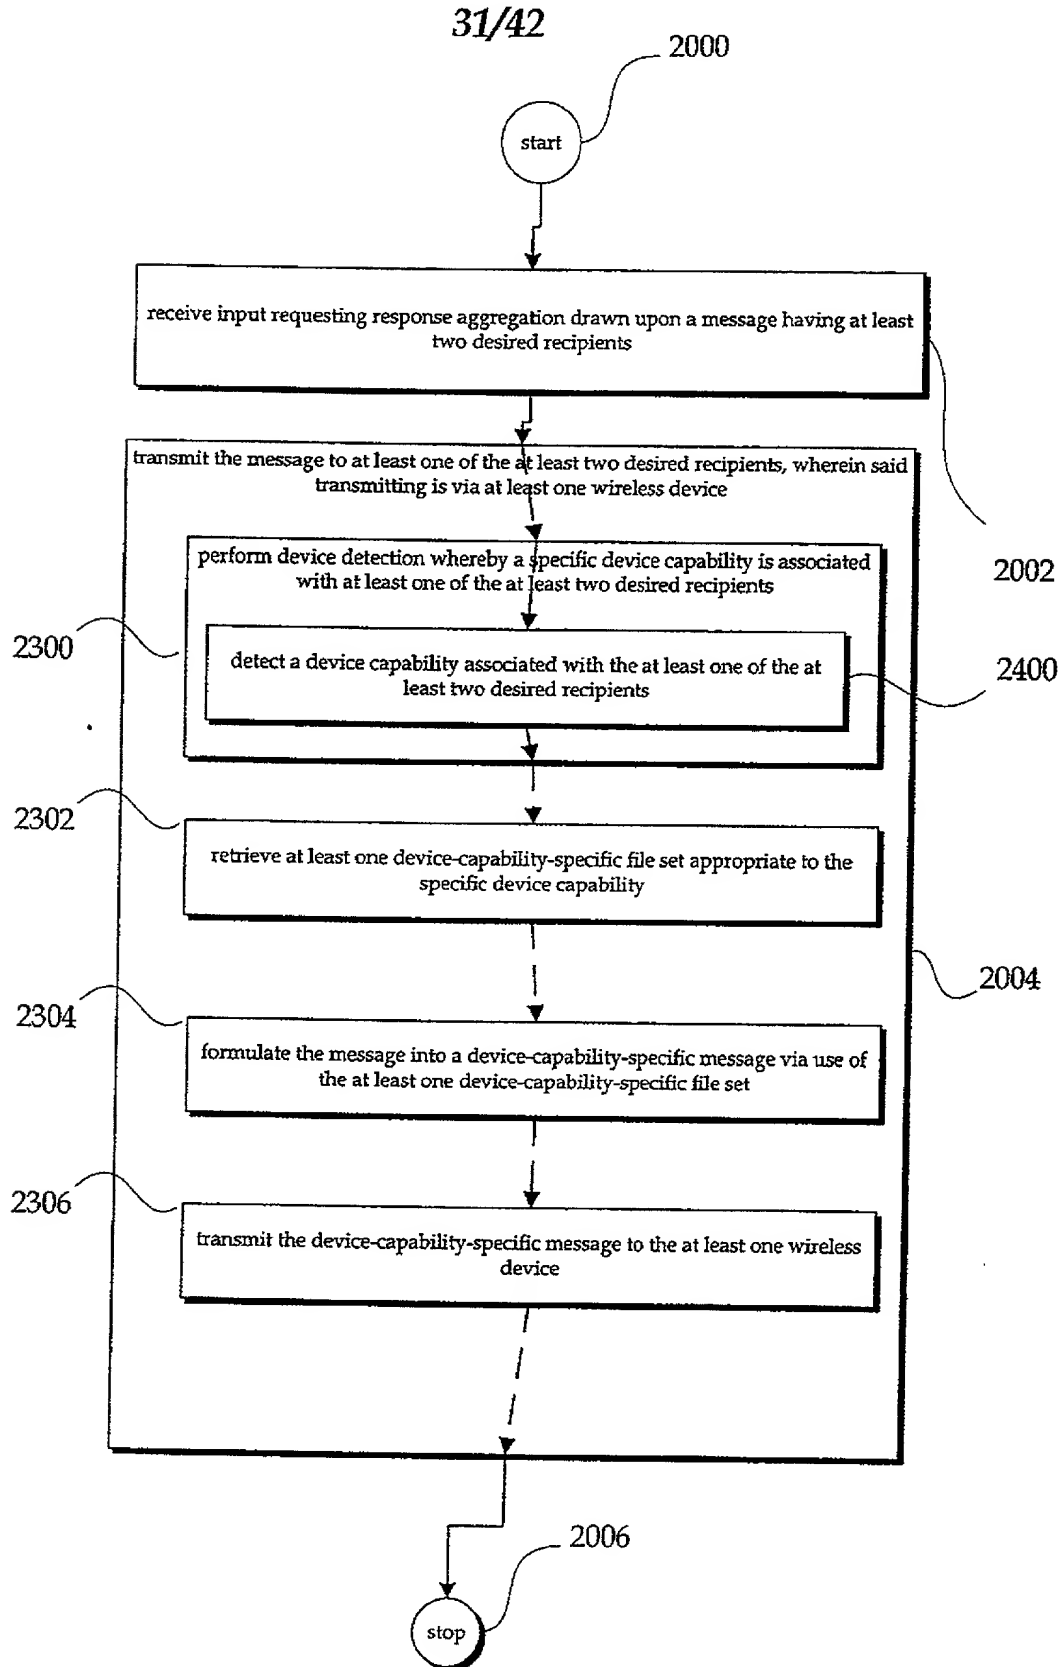 31/42
2000
start
receive input requesting response aggregation drawn upon a message having at least
two desired recipients
2002
transmit the message to at least one of the at least two desired recipients, wherein said
transmitting is via at least one wireless device
perform device detection whereby a specific device capability is associated
with at least one of the at least two desired recipients
2300
detect a device capability associated with the at least one of the at
least two desired recipients
2400
2302
retrieve at least one device-capability-specific file set appropriate to the
specific device capability
2004
2304
formulate the message into a device-capability-specific message via use of
the at least one device-capability-specific file set
2306
transmit the device-capability-specific message to the at least one wireless
device
2006
stop